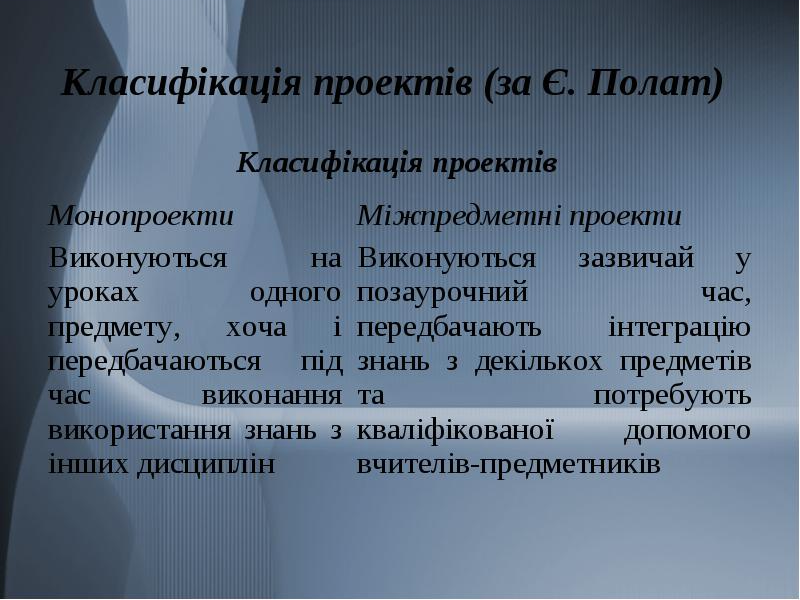 Класифікація проектів (за Є. Полат)
Класифікація проектів
Монопроекти
Виконуються на
уроках одного
предмету, хоча і
передбачаються під
час виконання
використання знань з
інших дисциплін
Міжпредметні проекти
Виконуються зазвичай у
позаурочний час,
передбачають інтеграцію
знань з декількох предметів
та потребують
кваліфікованої допомого
вчителів-предметників